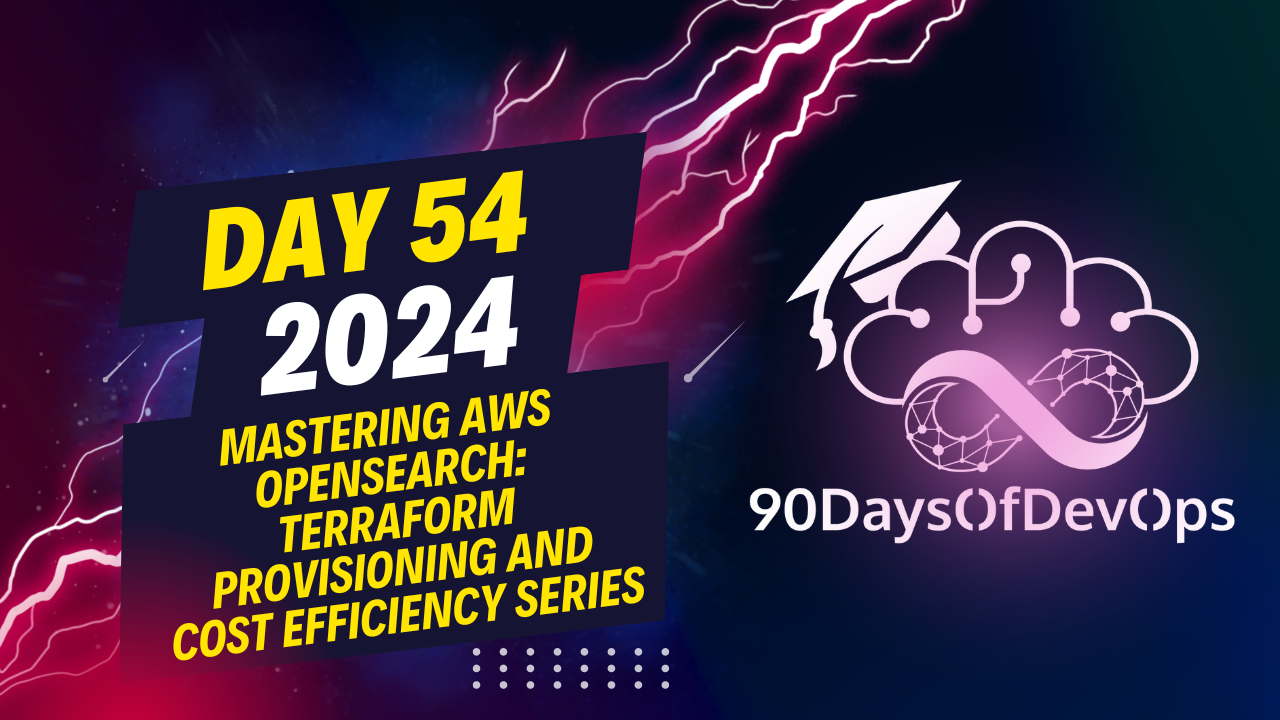 DAY 54
2024
MASTERING AWS
OPENSEARCH:
TERRAFORM
PROVISIONING AND
COST EFFICIENCY SERIES
90DaysOfDevOps